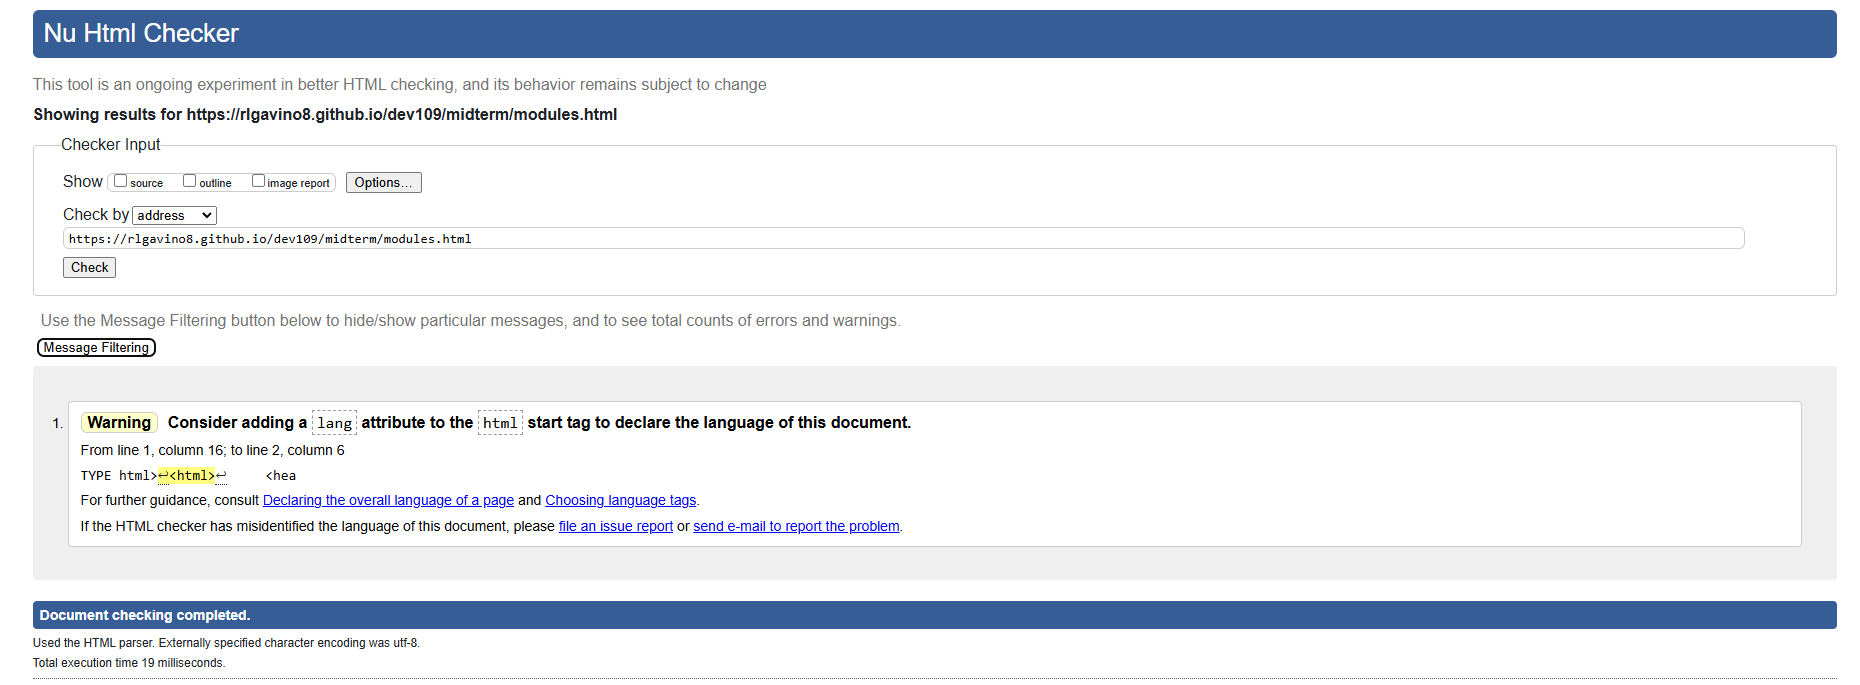 Nu Html Checker
This tool is an ongoing experiment in better HTML checking, and its behavior remains subject to change
Showing results for https://rlgavino8.github.io/dev109/midterm/modules.html
Checker Input
Show source outline image report Options...
Check by address
https://rlgavino8.github.io/dev109/midterm/modules.html
Check
Use the Message Filtering button below to hide/show particular messages, and to see total counts of errors and warnings.
Message Filtering
1. Warning Consider adding a lang attribute to the html start tag to declare the language of this document.
From line 1, column 16; to line 2, column 6
TYPE html>↩<html>↩ <hea
For further guidance, consult Declaring the overall language of a page and Choosing language tags.
If the HTML checker has misidentified the language of this document, please file an issue report or send e-mail to report the problem.
Document checking completed.
Used the HTML parser. Externally specified character encoding was utf-8.
Total execution time 19 milliseconds.